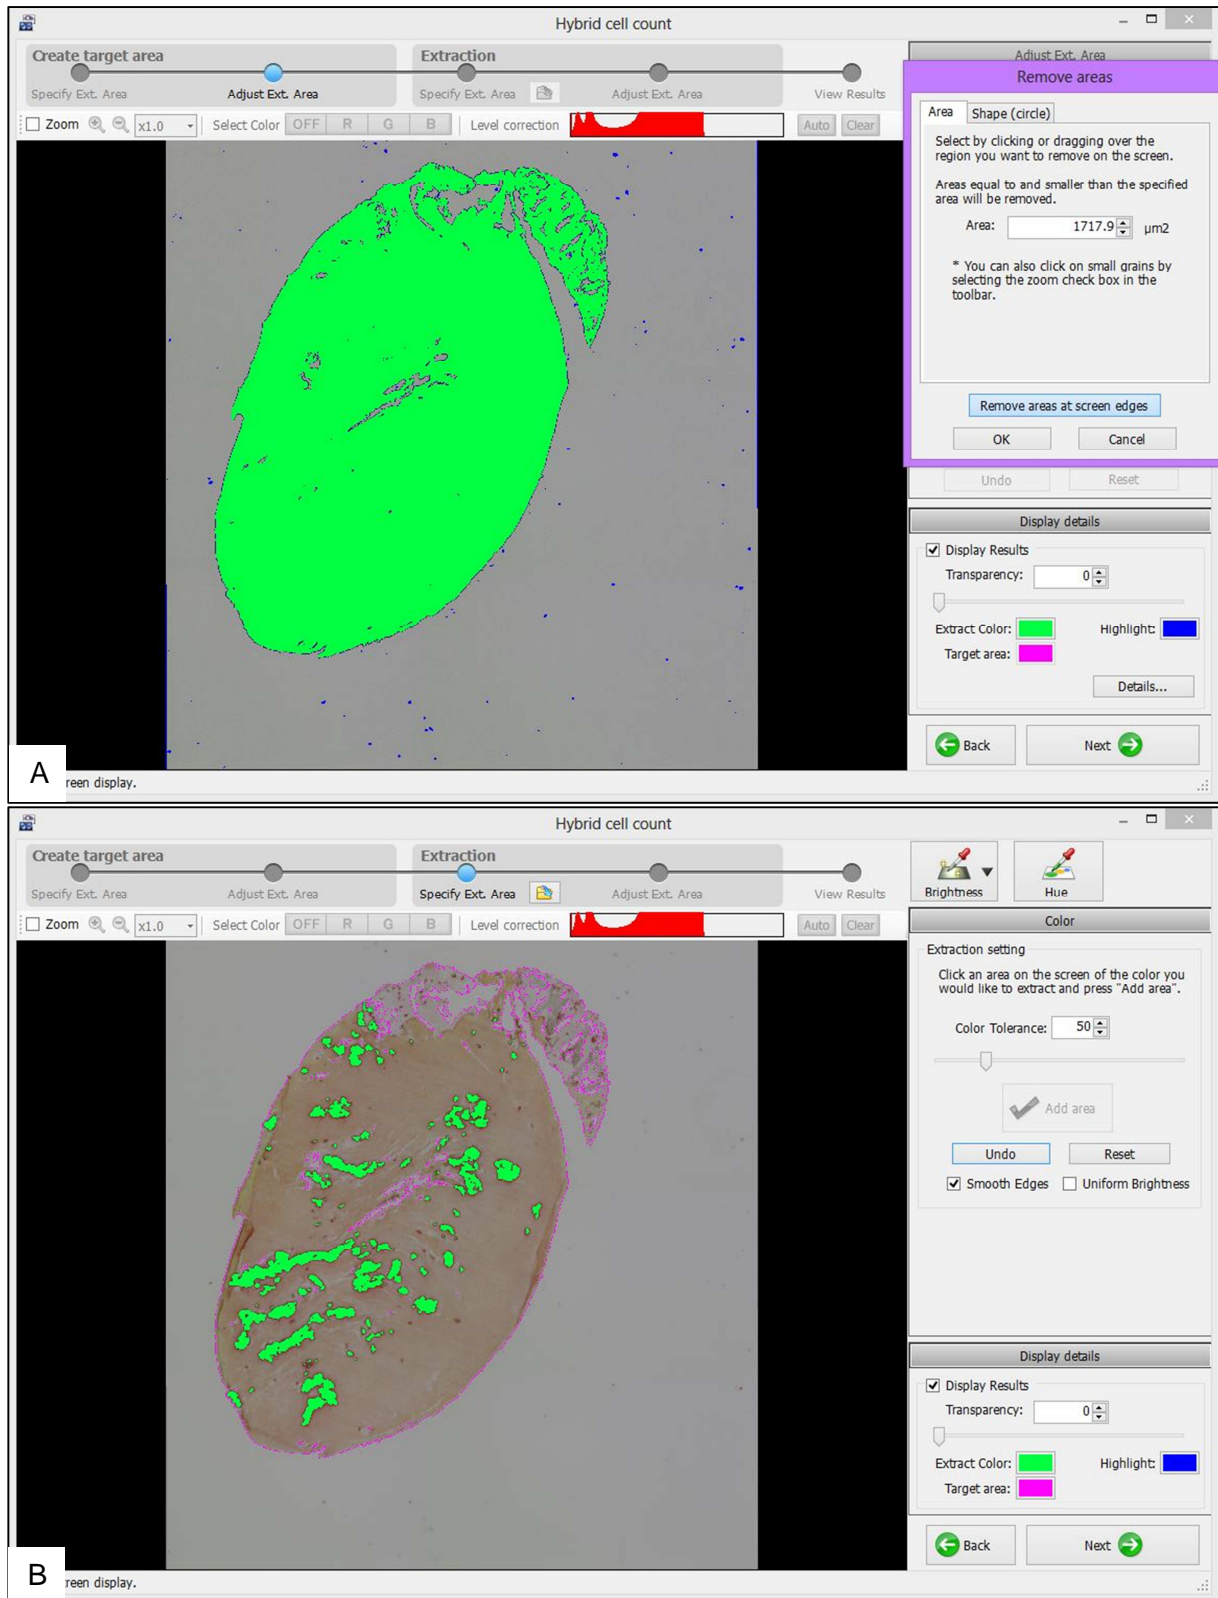 Hybrid cell count
Create target area
Extraction
Specify Ext. Area
Adjust Ext. Area
Specify Ext. Area
Adjust Ext. Area
View Results
Zoom
x1.0
Select Color
OFF
R
G
B
Level correction
Auto
Clear
Adjust Ext. Area
Remove areas
Area
Shape (circle)
Select by clicking or dragging over the
region you want to remove on the screen.
Areas equal to and smaller than the specified
area will be removed.
Area:
1717.9
µm2
* You can also click on small grains by
selecting the zoom check box in the
toolbar.
Remove areas at screen edges
OK
Cancel
Undo
Reset
Display details
Display Results
Transparency:
0
Extract Color:
Highlight:
Target area:
Details...
Back
Next
A
reen display.
Hybrid cell count
Create target area
Extraction
Specify Ext. Area
Adjust Ext. Area
Specify Ext. Area
Adjust Ext. Area
View Results
Brightness
Hue
Zoom
x1.0
Select Color
OFF
R
G
B
Level correction
Auto
Clear
Color
Extraction setting
Click an area on the screen of the color you
would like to extract and press "Add area".
Color Tolerance:
50
Add area
Undo
Reset
Smooth Edges
Uniform Brightness
Display details
Display Results
Transparency:
0
Extract Color:
Highlight:
Target area:
Back
Next
B
reen display.